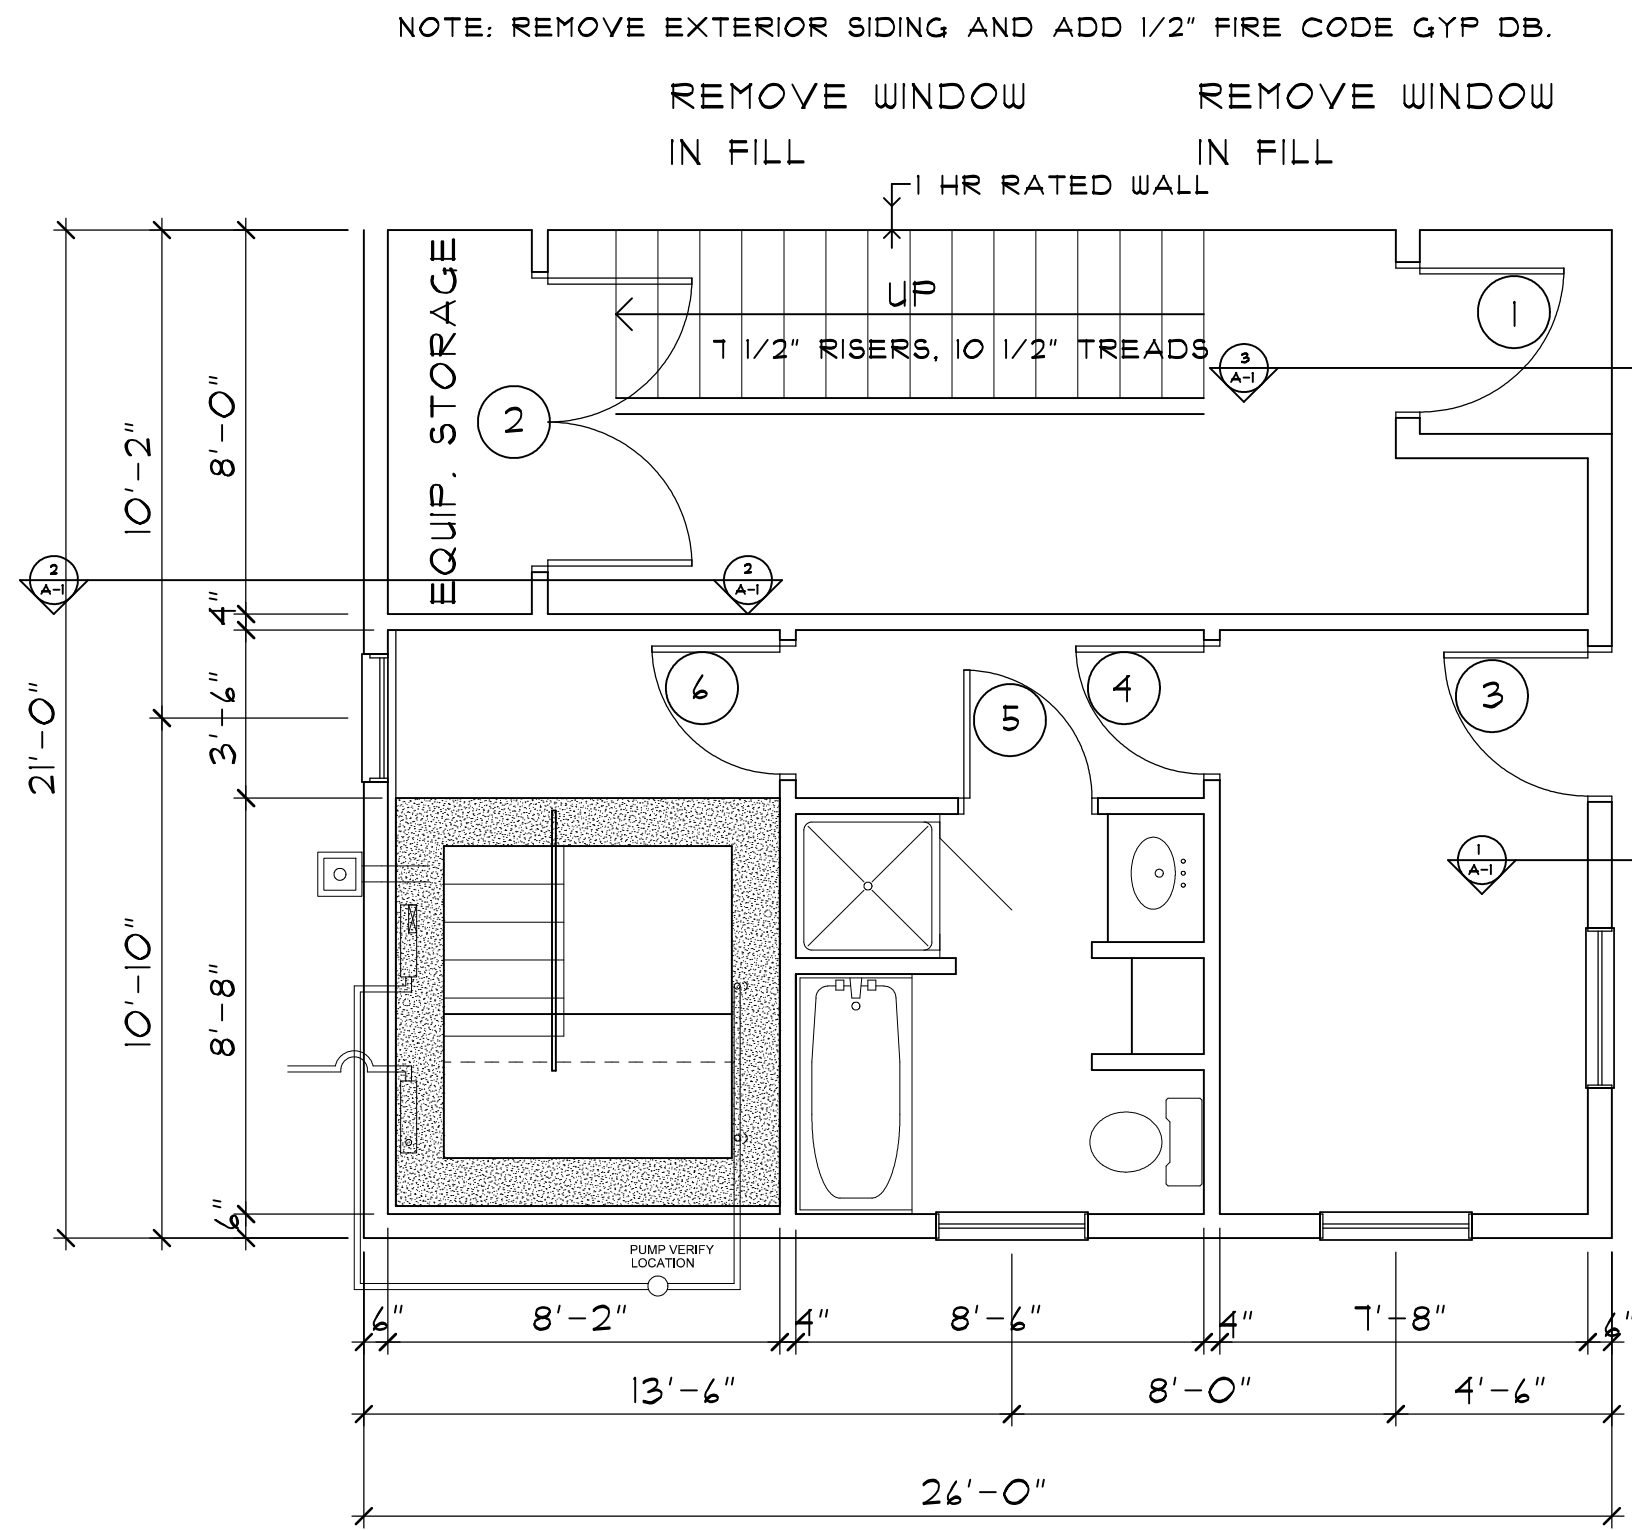 NOTE: REMOVE EXTERIOR SIDING AND ADD 1/2" FIRE CODE GYP DB.
REMOVE WINDOW
IN FILL
REMOVE WINDOW
IN FILL
1 HR RATED WALL
EQUIP. STORAGE
UP
7 1/2" RISERS, 10 1/2" TREADS
1
2
3
A-1
2
A-1
2
A-1
6
5
4
3
1
A-1
21'-0"
10'-2"
10'-10"
8'-0"
4"
3'-6"
8'-8"
6"
PUMP VERIFY
LOCATION
6"
8'-2"
4"
8'-6"
4"
7'-8"
6"
13'-6"
8'-0"
4'-6"
26'-0"